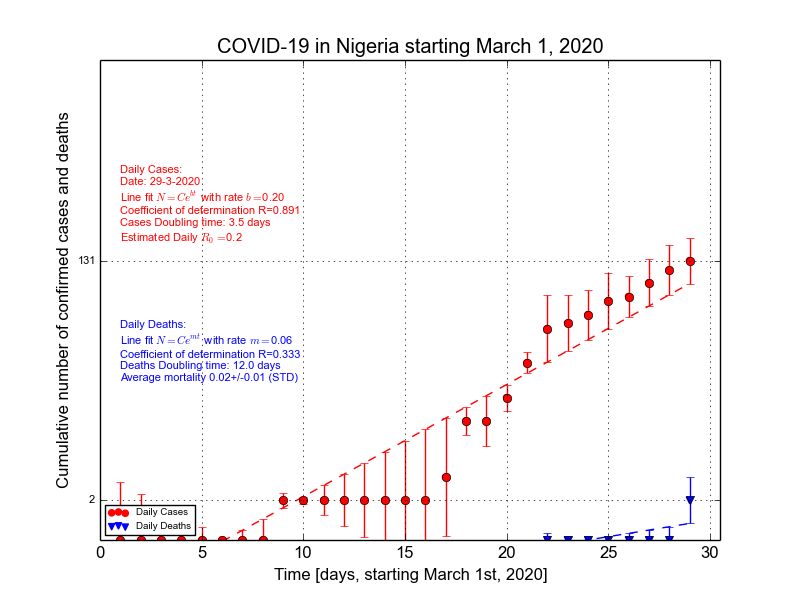 COVID-19 in Nigeria starting March 1, 2020
Cumulative number of confirmed cases and deaths
131
2
Daily Cases:
Date: 29-3-2020
Line fit N = Ce^{bt} with rate b =0.20
Coefficient of determination R=0.891
Cases Doubling time: 3.5 days
Estimated Daily R_0 =0.2
Daily Deaths:
Line fit N = Ce^{mt} with rate m =0.06
Coefficient of determination R=0.333
Deaths Doubling time: 12.0 days
Average mortality 0.02+/-0.01 (STD)
Daily Cases
Daily Deaths
0 5 10 15 20 25 30
Time [days, starting March 1st, 2020]